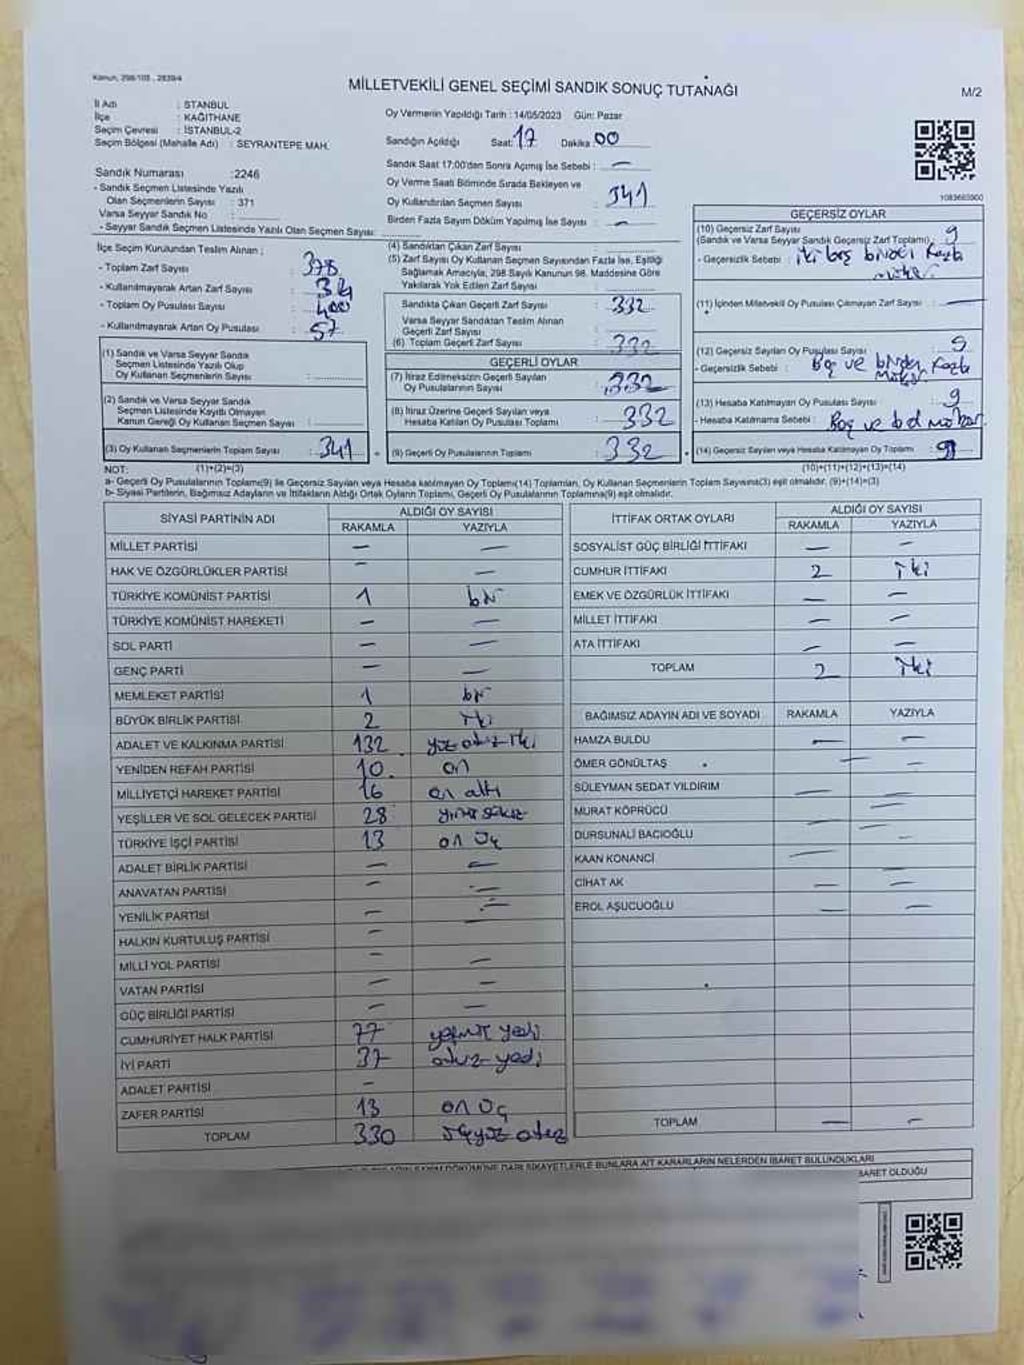 Kanun, 298/105, 2839/4
MİLLETVEKİLİ GENEL SEÇİMİ SANDIK SONUÇ TUTANAĞI
M/2
İl Adı : STANBUL
İlçe : KAĞITHANE
Seçim Çevresi : İSTANBUL-2
Seçim Bölgesi (Mahalle Adı) : SEYRANTEPE MAH.
Sandık Numarası :2246
- Sandık Seçmen Listesinde Yazılı
Olan Seçmenlerin Sayısı : 371
Varsa Seyyar Sandık No :
- Seyyar Sandık Seçmen Listesinde Yazılı Olan Seçmen Sayısı:
İlçe Seçim Kurulundan Teslim Alınan ;
- Toplam Zarf Sayısı : 378
- Kullanılmayarak Artan Zarf Sayısı :
- Toplam Oy Pusulası Sayısı : 400
- Kullanılmayarak Artan Oy Pusulası : 57
(1) Sandık ve Varsa Seyyar Sandık
Seçmen Listesinde Yazılı Olup
Oy Kullanan Seçmenlerin Sayısı :
(2) Sandık ve Varsa Seyyar Sandık
Seçmen Listesinde Kayıtlı Olmayan
Kanun Gereği Oy Kullanan Seçmen Sayısı :
(3) Oy Kullanan Seçmenlerin Toplam Sayısı : 341
Oy Vermenin Yapıldığı Tarih : 14/05/2023 Gün: Pazar
Sandığın Açıldığı Saat: 17 Dakika: 00
Sandık Saat 17:00'den Sonra Açımış İse Sebebi : —
Oy Verme Saati Bitiminde Sırada Bekleyen ve
Oy Kullandırılan Seçmen Sayısı : 341
Birden Fazla Sayım Döküm Yapılmış İse Sayısı : —
(4) Sandıktan Çıkan Zarf Sayısı :
(5) Zarf Sayısı Oy Kullanan Seçmen Sayısından Fazla İse, Eşitliği
Sağlamak Amacıyla, 298 Sayılı Kanunun 98. Maddesine Göre
Yakılarak Yok Edilen Zarf Sayısı :
Sandıkta Çıkan Geçerli Zarf Sayısı : 332
Varsa Seyyar Sandıktan Teslim Alınan
Geçerli Zarf Sayısı :
(6) Toplam Geçerli Zarf Sayısı : 332
GEÇERLİ OYLAR
(7) İtiraz Edilmeksizin Geçerli Sayılan
Oy Pusulalarının Sayısı : 332
(8) İtiraz Üzerine Geçerli Sayılan veya
Hesaba Katılan Oy Pusulası Toplamı : 332
= (9) Geçerli Oy Pusulalarının Toplamı : 332
1083663900
GEÇERSİZ OYLAR
(10) Geçersiz Zarf Sayısı
(Sandık ve Varsa Seyyar Sandık Geçersiz Zarf Toplamı) : 9
- Geçersizlik Sebebi : iki boş birden fazla
mühür
(11) İçinden Milletvekili Oy Pusulası Çıkmayan Zarf Sayısı : —
(12) Geçersiz Sayılan Oy Pusulası Sayısı : 9
- Geçersizlik Sebebi : Boş ve birden fazla
mühür
(13) Hesaba Katılmayan Oy Pusulası Sayısı : 9
- Hesaba Katılmama Sebebi : Boş ve
+ (14) Geçersiz Sayılan veya Hesaba Katılmayan Oy Toplamı : 9
NOT: (1)+(2)=(3) (10)+(11)+(12)+(13)=(14)
a- Geçerli Oy Pusulalarının Toplamı(9) ile Geçersiz Sayılan veya hesaba katılmayan Oy Pusulalarının Toplamı(14) Toplamları, Oy Kullanan Seçmenlerin Toplam Sayısına(3) eşit olmalıdır. (9)+(14)=(3)
b- Siyasi Partilerin, Bağımsız Adayların ve İttifakların Aldığı Ortak Oyların Toplamı, Geçerli Oy Pusulalarının Toplamına(9) eşit olmalıdır.
SİYASİ PARTİNİN ADI ALDIĞI OY SAYISI
RAKAMLA YAZIYLA
MİLLET PARTİSİ — —
HAK VE ÖZGÜRLÜKLER PARTİSİ — —
TÜRKİYE KOMÜNİST PARTİSİ 1 bir
TÜRKİYE KOMÜNİST HAREKETİ — —
SOL PARTİ — —
GENÇ PARTİ — —
MEMLEKET PARTİSİ 1 bir
BÜYÜK BİRLİK PARTİSİ 2 iki
ADALET VE KALKINMA PARTİSİ 132 yüz otuz iki
YENİDEN REFAH PARTİSİ 10 on
MİLLİYETÇİ HAREKET PARTİSİ 16 on altı
YEŞİLLER VE SOL GELECEK PARTİSİ 28 yirmi sekiz
TÜRKİYE İŞÇİ PARTİSİ 13 on üç
ADALET BİRLİK PARTİSİ — —
ANAVATAN PARTİSİ — —
YENİLİK PARTİSİ — —
HALKIN KURTULUŞ PARTİSİ —
MİLLİ YOL PARTİSİ — —
VATAN PARTİSİ — —
GÜÇ BİRLİĞİ PARTİSİ — —
CUMHURİYET HALK PARTİSİ 77 yetmiş yedi
İYİ PARTİ 37 otuz yedi
ADALET PARTİSİ —
ZAFER PARTİSİ 13 on üç
TOPLAM 330 üçyüz otuz
İTTİFAK ORTAK OYLARI ALDIĞI OY SAYISI
RAKAMLA YAZIYLA
SOSYALİST GÜÇ BİRLİĞİ İTTİFAKI — —
CUMHUR İTTİFAKI 2 iki
EMEK VE ÖZGÜRLÜK İTTİFAKI — —
MİLLET İTTİFAKI — —
ATA İTTİFAKI — —
TOPLAM 2 iki
BAĞIMSIZ ADAYIN ADI VE SOYADI RAKAMLA YAZIYLA
HAMZA BULDU — —
ÖMER GÖNÜLTAŞ — —
SÜLEYMAN SEDAT YILDIRIM — —
MURAT KÖPRÜCÜ — —
DURSUNALİ BACIOĞLU — —
KAAN KONANCİ —
CİHAT AK — —
EROL AŞUCUOĞLU — —
TOPLAM — —
DÖKÜMÜNE DAİR ŞİKAYETLERLE BUNLARA AİT KARARLARIN NELERDEN İBARET BULUNDUKLARI
İBARET OLDUĞU